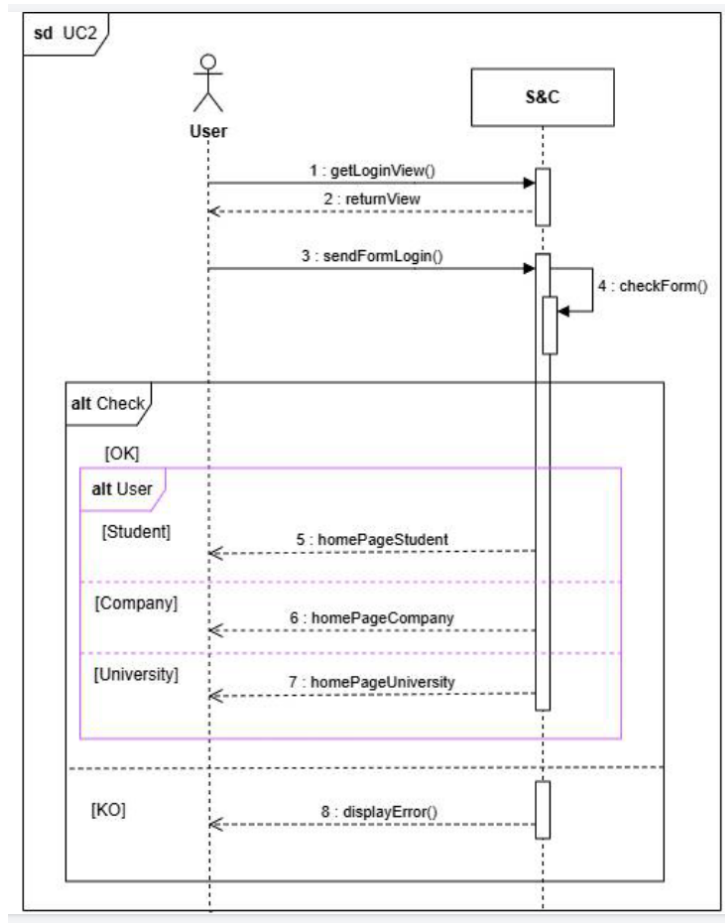 sd UC2
User
S&C
1 : getLoginView()
2 : returnView
3 : sendFormLogin()
4 : checkForm()
alt Check
[OK]
alt User
[Student]
5 : homePageStudent
[Company]
6 : homePageCompany
[University]
7 : homePageUniversity
[KO]
8 : displayError()